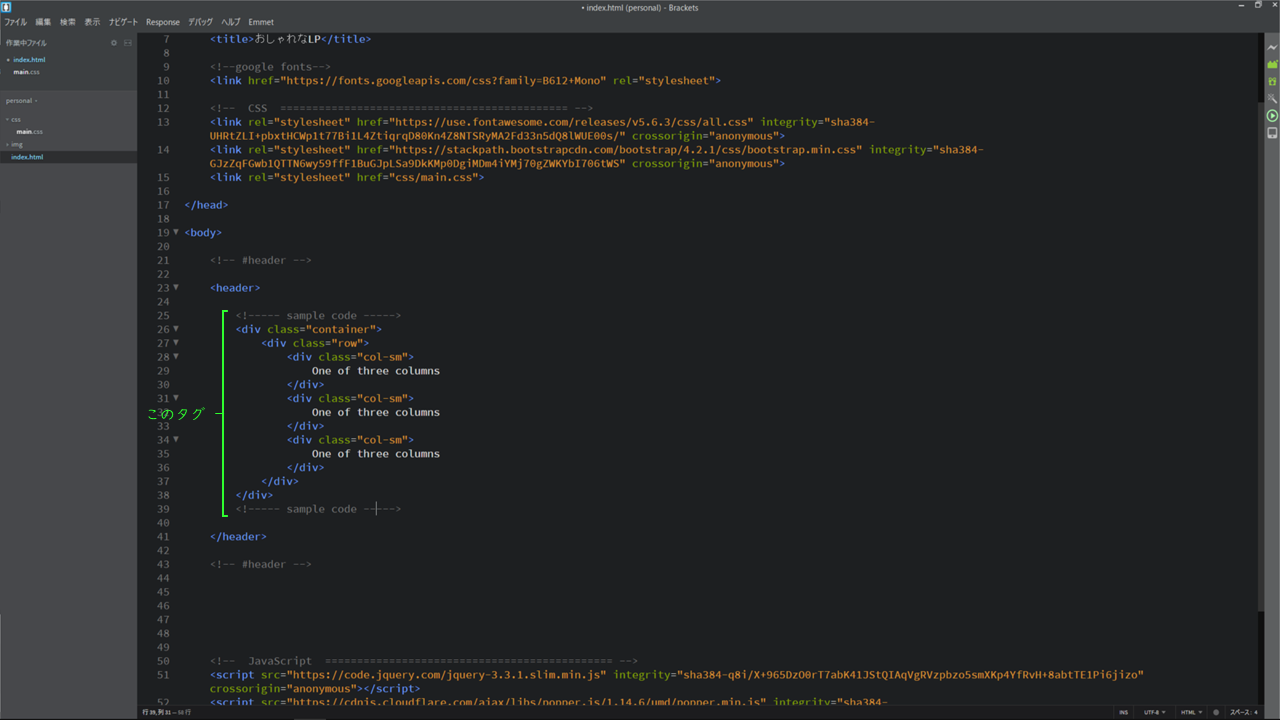 • index.html (personal) - Brackets
ファイル 編集 検索 表示 ナビゲート Response デバッグ ヘルプ Emmet
作業中ファイル
• index.html
main.css
personal
css
main.css
img
index.html
7 <title>おしゃれなLP</title>
8
9 <!--google fonts-->
10 <link href="https://fonts.googleapis.com/css?family=B612+Mono" rel="stylesheet">
11
12 <!-- CSS ============================================= -->
13 <link rel="stylesheet" href="https://use.fontawesome.com/releases/v5.6.3/css/all.css" integrity="sha384-
UHRtZLI+pbxtHCWp1t77Bi1L4ZtiqrqD80Kn4Z8NTSRyMA2Fd33n5dQ8lWUE00s/" crossorigin="anonymous">
14 <link rel="stylesheet" href="https://stackpath.bootstrapcdn.com/bootstrap/4.2.1/css/bootstrap.min.css" integrity="sha384-
GJzZqFGwb1QTTN6wy59ffF1BuGJpLSa9DkKMp0DgiMDm4iYMj70gZWKYbI706tWS" crossorigin="anonymous">
15 <link rel="stylesheet" href="css/main.css">
16
17 </head>
18
19 <body>
20
21 <!-- #header -->
22
23 <header>
24
25 <!----- sample code ----->
26 <div class="container">
27 <div class="row">
28 <div class="col-sm">
29 One of three columns
30 </div>
31 <div class="col-sm">
このタグ
One of three columns
33 </div>
34 <div class="col-sm">
35 One of three columns
36 </div>
37 </div>
38 </div>
39 <!----- sample code ----->
40
41 </header>
42
43 <!-- #header -->
44
45
46
47
48
49
50 <!-- JavaScript ============================================= -->
51 <script src="https://code.jquery.com/jquery-3.3.1.slim.min.js" integrity="sha384-q8i/X+965DzO0rT7abK41JStQIAqVgRVzpbzo5smXKp4YfRvH+8abtTE1Pi6jizo"
crossorigin="anonymous"></script>
52 <script src="https://cdnjs.cloudflare.com/ajax/libs/popper.js/1.14.6/umd/popper.min.js" integrity="sha384-
行 39, 列 31 — 58 行
INS UTF-8 HTML スペース: 4